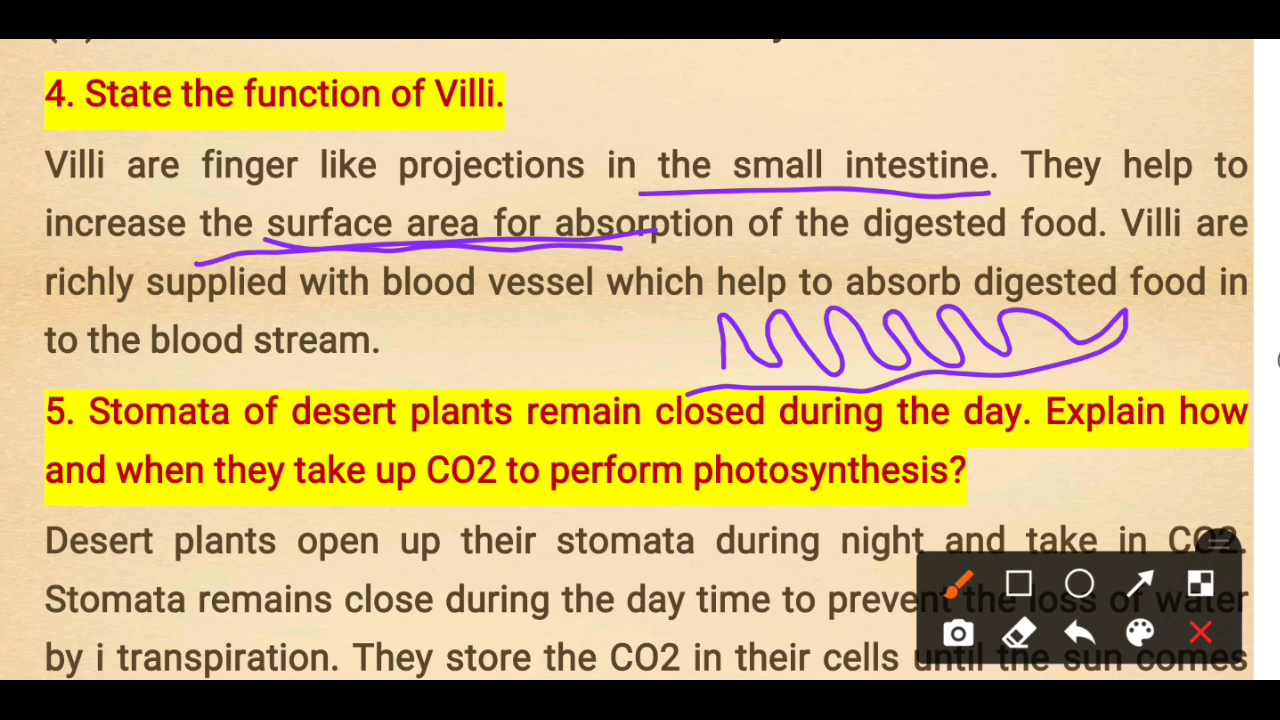 4. State the function of Villi.
Villi are finger like projections in the small intestine. They help to
increase the surface area for absorption of the digested food. Villi are
richly supplied with blood vessel which help to absorb digested food in
to the blood stream.
5. Stomata of desert plants remain closed during the day. Explain how
and when they take up CO2 to perform photosynthesis?
Desert plants open up their stomata during night and take in CO2.
Stomata remains close during the day time to prevent the loss of water
by i transpiration. They store the CO2 in their cells until the sun comes